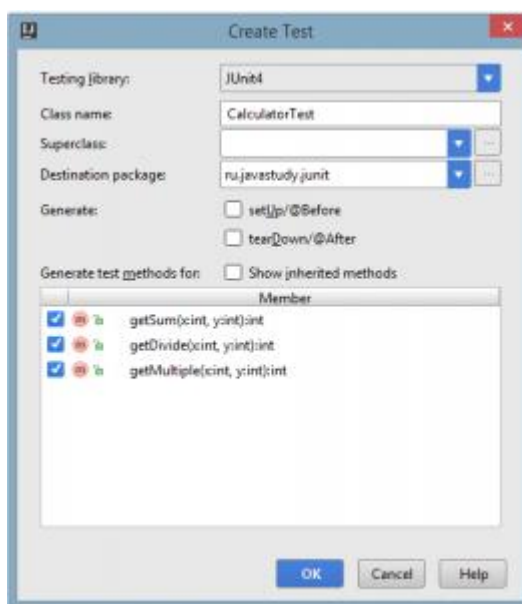 Create Test
Testing library: JUnit4
Class name: CalculatorTest
Superclass:
Destination package: ru.javastudy.junit
Generate: setUp/@Before
tearDown/@After
Generate test methods for: Show inherited methods
Member
getSum(x:int, y:int):int
getDivide(x:int, y:int):int
getMultiple(x:int, y:int):int
OK Cancel Help